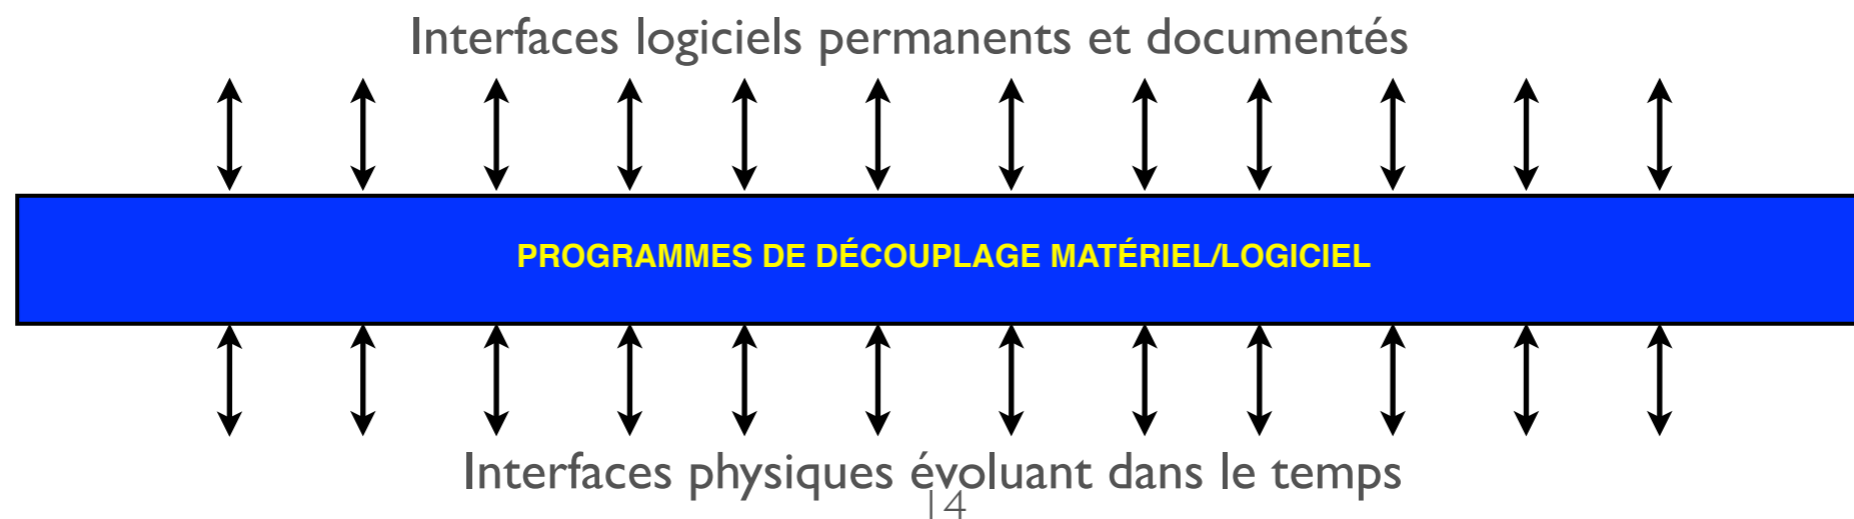 Interfaces logiciels permanents et documentés
PROGRAMMES DE DÉCOUPLAGE MATÉRIEL/LOGICIEL
Interfaces physiques évoluant dans le temps
14